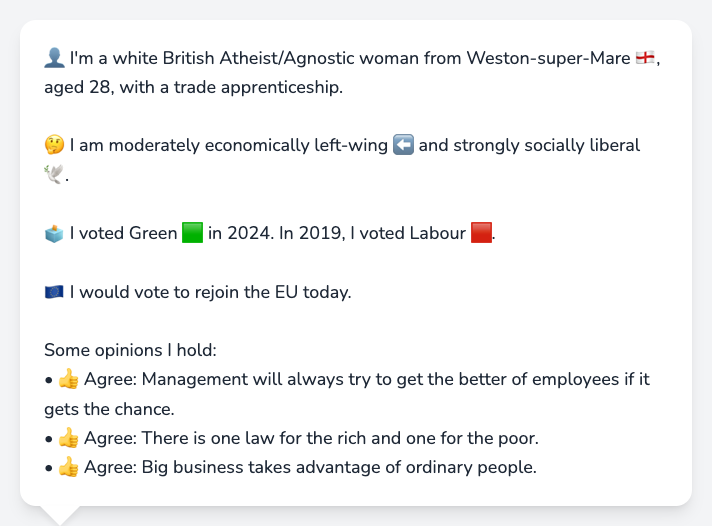 👤 I'm a white British Atheist/Agnostic woman from Weston-super-Mare 🏴󠁧󠁢󠁥󠁮󠁧󠁿,
aged 28, with a trade apprenticeship.
🤔 I am moderately economically left-wing ⬅️ and strongly socially liberal
🕊️.
🗳️ I voted Green 🟩 in 2024. In 2019, I voted Labour 🟥.
🇪🇺 I would vote to rejoin the EU today.
Some opinions I hold:
• 👍 Agree: Management will always try to get the better of employees if it
gets the chance.
• 👍 Agree: There is one law for the rich and one for the poor.
• 👍 Agree: Big business takes advantage of ordinary people.